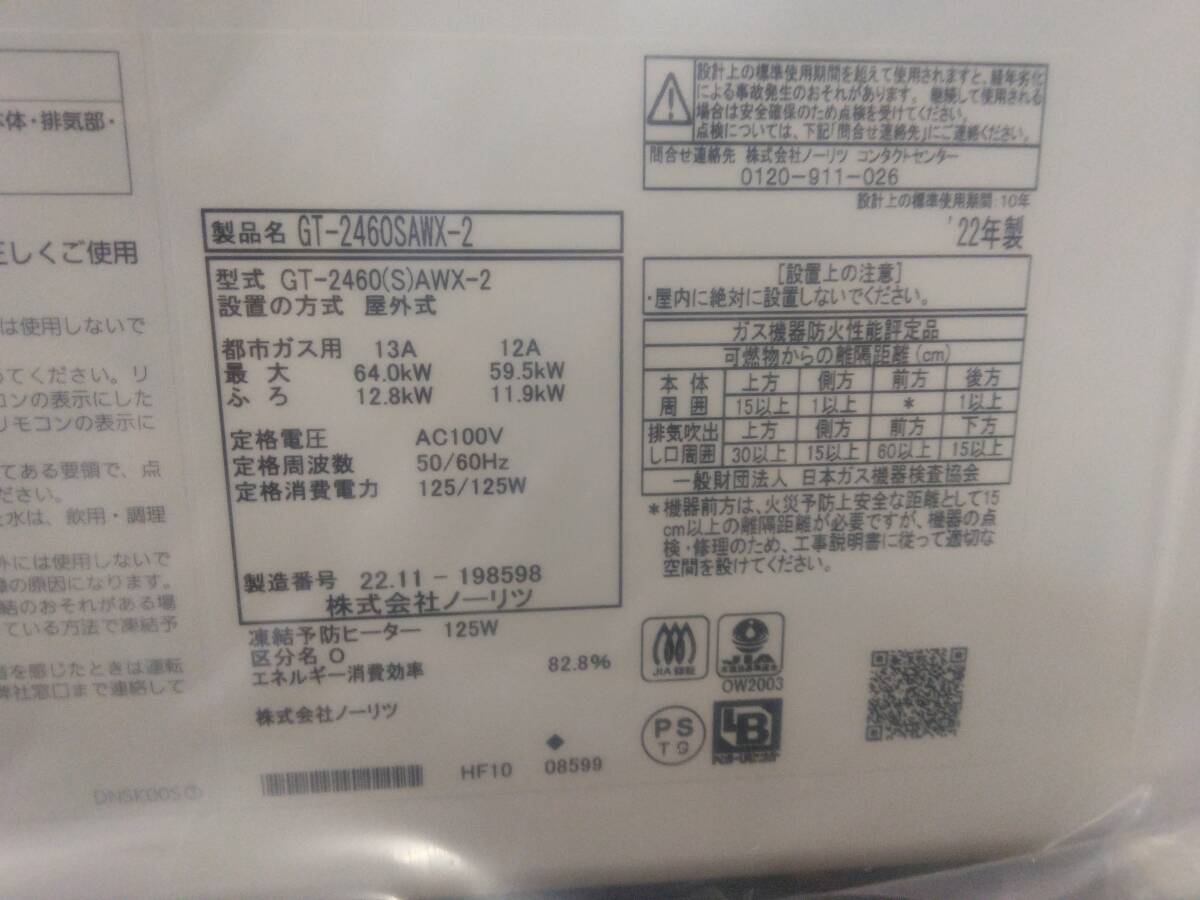 体・排気部・
正しくご使用
は使用しないで
めてください。リ
コンの表示にした
リモコンの表示に
てある要領で、点
ださい。
水は、飲用・調理
外には使用しないで
の原因になります。
結のおそれがある場
ている方法で凍結予
を感じたときは運転
弊社窓口まで連絡して
製品名 GT-2460SAWX-2
型式 GT-2460(S)AWX-2
設置の方式 屋外式
都市ガス用 13A 12A
最大 64.0kW 59.5kW
ふろ 12.8kW 11.9kW
定格電圧 AC100V
定格周波数 50/60Hz
定格消費電力 125/125W
製造番号 22.11-198598
株式会社ノーリツ
凍結予防ヒーター 125W
区分名 O
エネルギー消費効率 82.8%
株式会社ノーリツ
◆
HF10 08599
設計上の標準使用期間を超えて使用されますと、経年劣化
による事故発生のおそれがあります。継続して使用される
場合は安全確保のため点検を受けてください。
点検については、下記「問合せ連絡先」にご連絡ください。
問合せ連絡先 株式会社ノーリツ コンタクトセンター
0120-911-026
設計上の標準使用期間:10年
'22年製
[設置上の注意]
・屋内に絶対に設置しないでください。
ガス機器防火性能評定品
可燃物からの離隔距離(cm)
本体周囲 上方 側方 前方 後方
15以上 1以上 * 1以上
排気吹出し口周囲 上方 側方 前方 下方
30以上 15以上 60以上 15以上
一般財団法人 日本ガス機器検査協会
*機器前方は、火災予防上安全な距離として15
cm以上の離隔距離が必要ですが、機器の点
検・修理のため、工事説明書に従って適切な
空間を設けてください。
JIA 認証
JIA
OW2003
PS
TG
BL